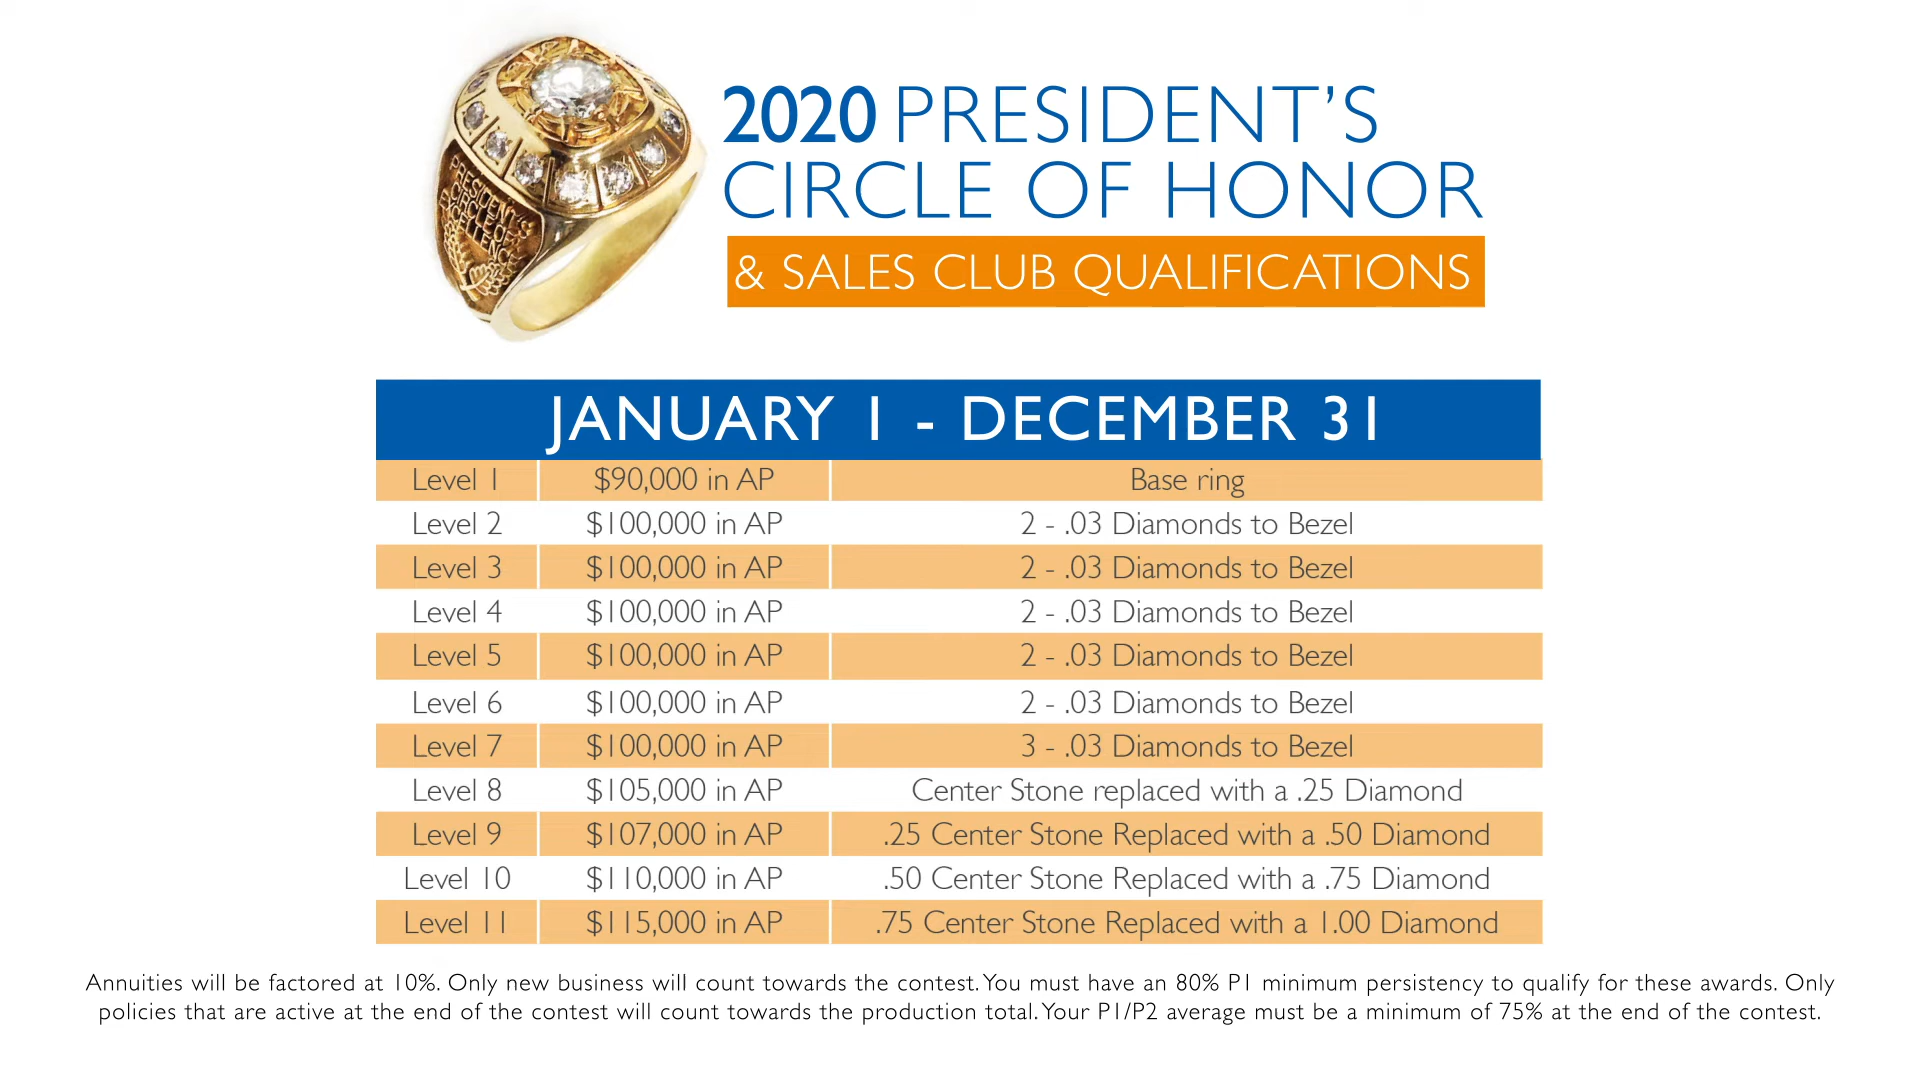 PRESIDENT'S
CIRCLE OF
EXCELLENCE
2020 PRESIDENT'S
CIRCLE OF HONOR
& SALES CLUB QUALIFICATIONS
JANUARY 1 - DECEMBER 31
Level 1 $90,000 in AP Base ring
Level 2 $100,000 in AP 2 - .03 Diamonds to Bezel
Level 3 $100,000 in AP 2 - .03 Diamonds to Bezel
Level 4 $100,000 in AP 2 - .03 Diamonds to Bezel
Level 5 $100,000 in AP 2 - .03 Diamonds to Bezel
Level 6 $100,000 in AP 2 - .03 Diamonds to Bezel
Level 7 $100,000 in AP 3 - .03 Diamonds to Bezel
Level 8 $105,000 in AP Center Stone replaced with a .25 Diamond
Level 9 $107,000 in AP .25 Center Stone Replaced with a .50 Diamond
Level 10 $110,000 in AP .50 Center Stone Replaced with a .75 Diamond
Level 11 $115,000 in AP .75 Center Stone Replaced with a 1.00 Diamond
Annuities will be factored at 10%. Only new business will count towards the contest. You must have an 80% P1 minimum persistency to qualify for these awards. Only
policies that are active at the end of the contest will count towards the production total. Your P1/P2 average must be a minimum of 75% at the end of the contest.